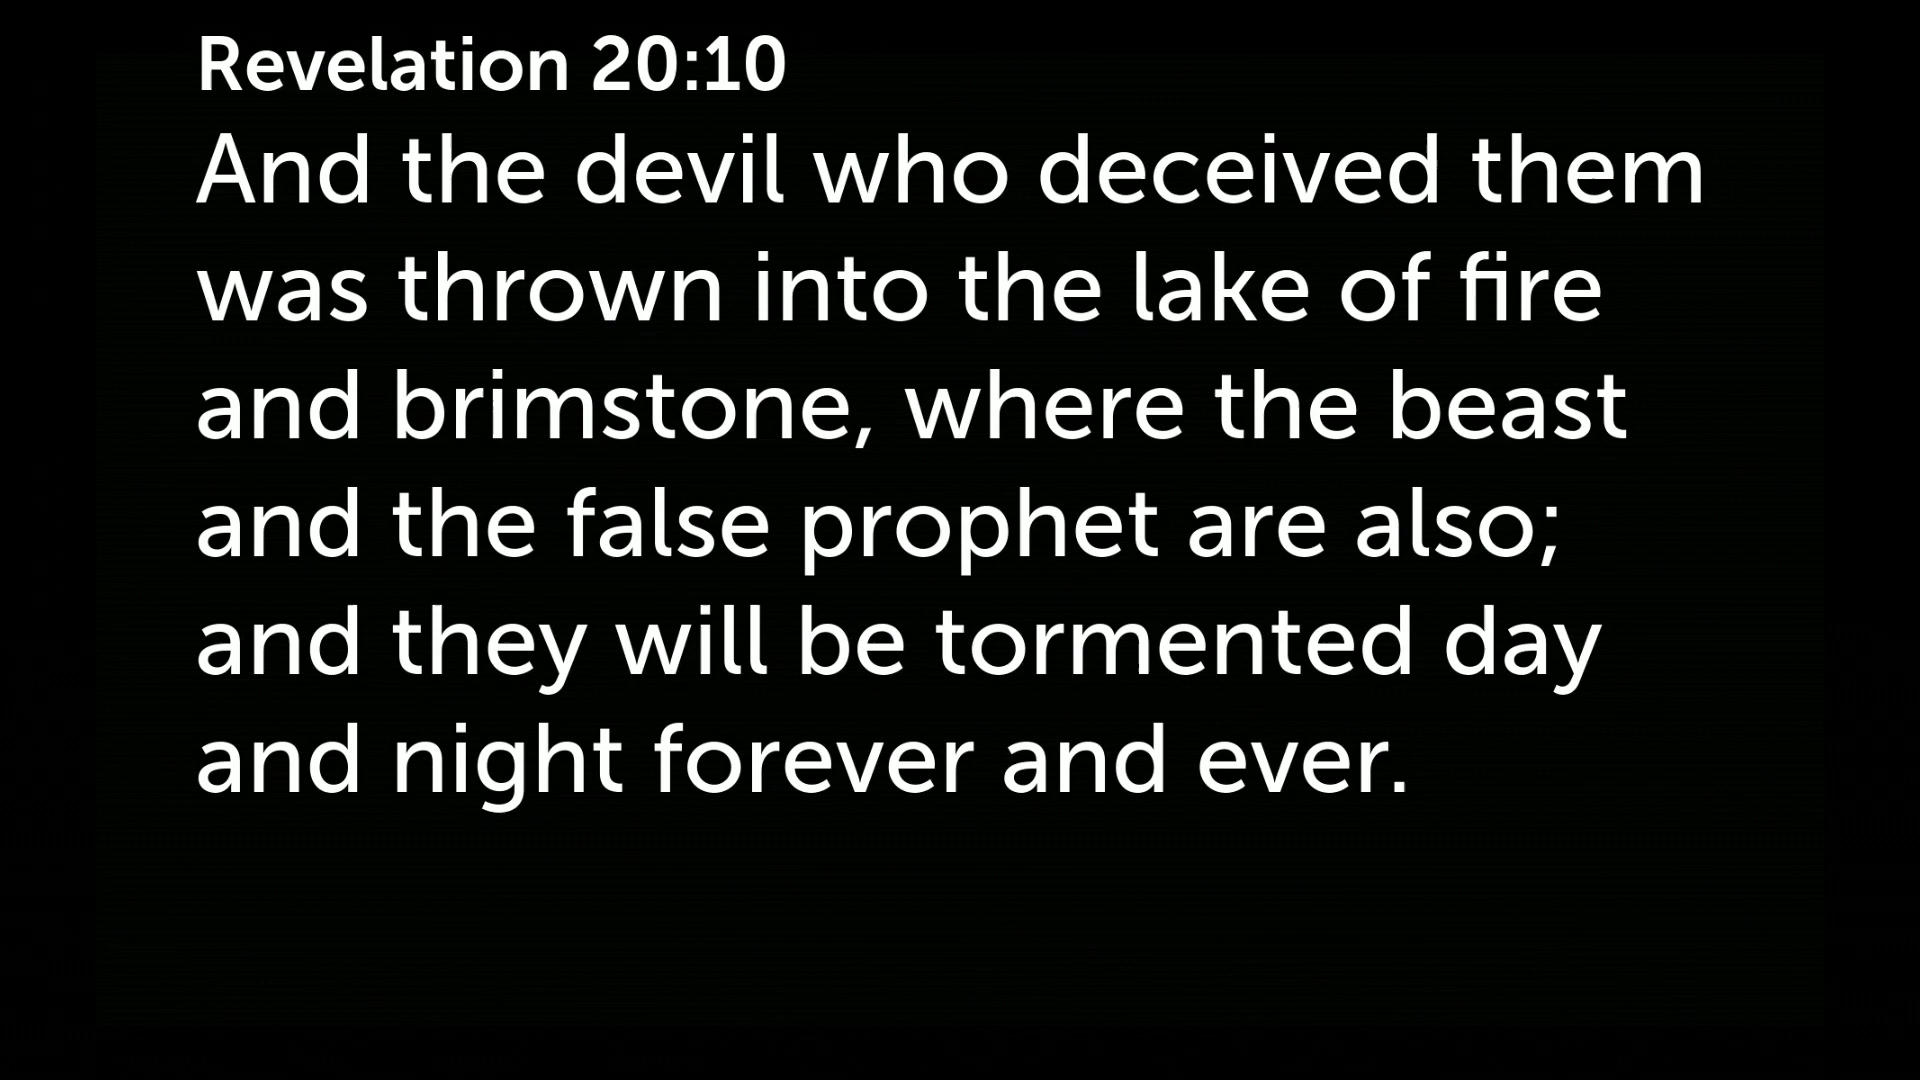 Revelation 20:10
And the devil who deceived them
was thrown into the lake of fire
and brimstone, where the beast
and the false prophet are also;
and they will be tormented day
and night forever and ever.